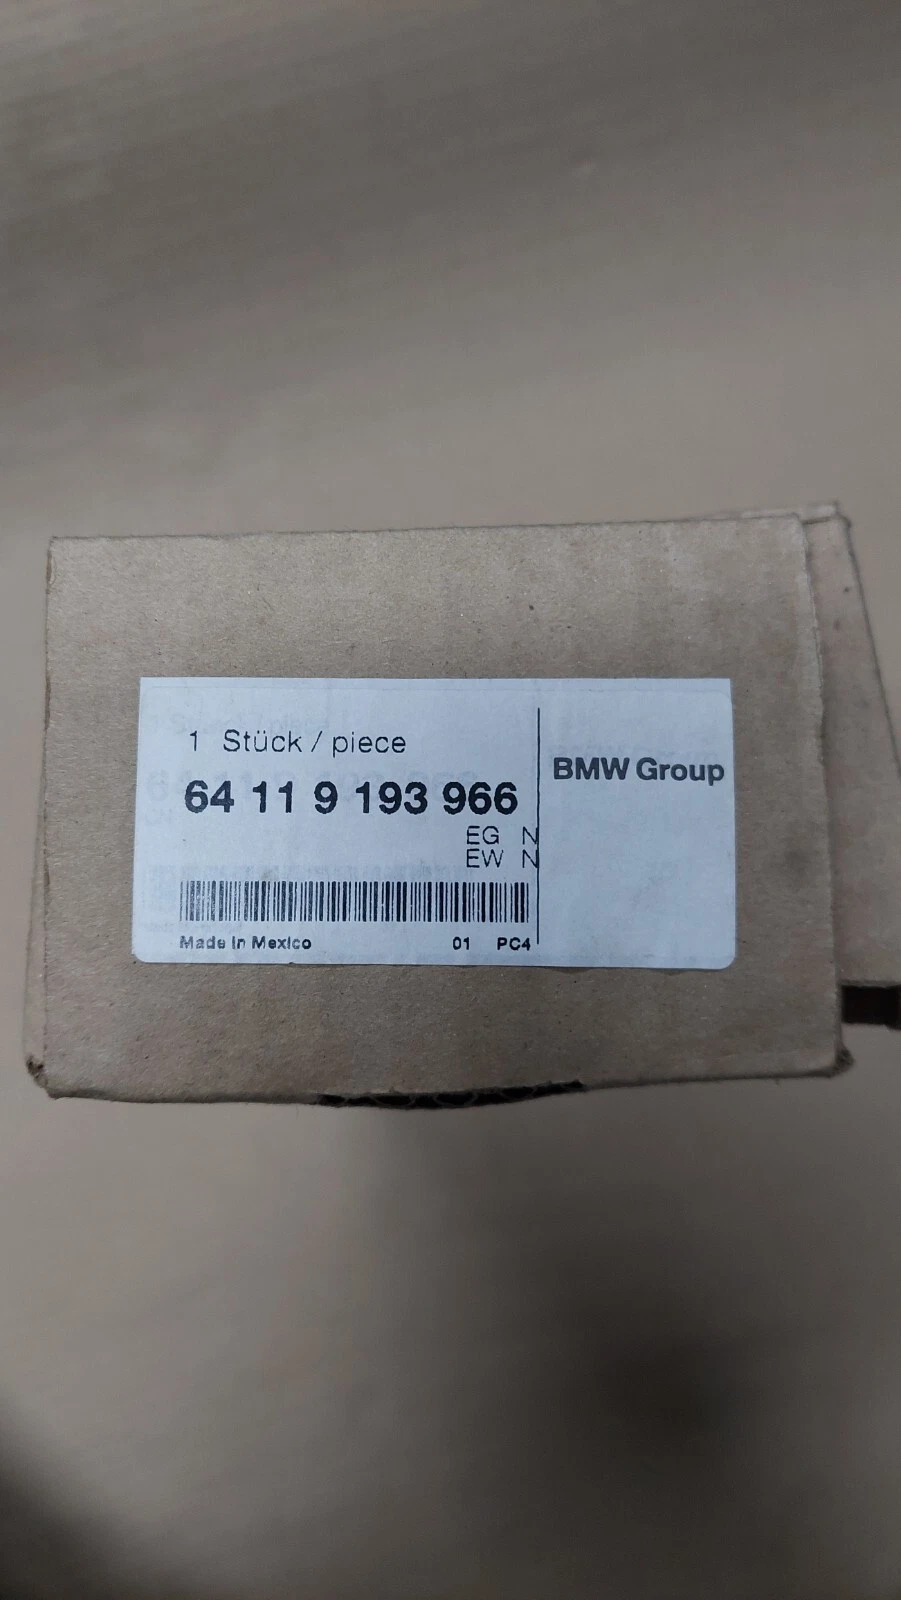 1 Stück / piece
64 11 9 193 966
EG N
EW N
Made in Mexico 01 PC4
BMW Group